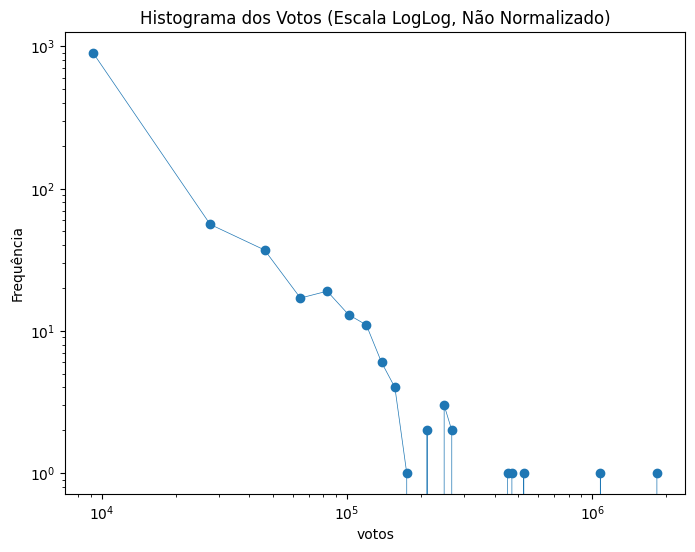 Histograma dos Votos (Escala LogLog, Não Normalizado)
Frequência
10³
10²
10¹
10⁰
10⁴
10⁵
10⁶
votos